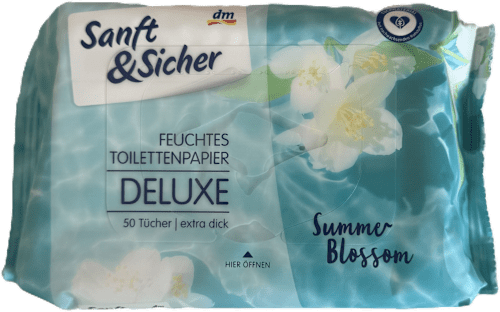 dm
Sanft
&Sicher
FEUCHTES
TOILETTENPAPIER
DELUXE
50 Tücher | extra dick
HIER ÖFFNEN
Summer
Blossom